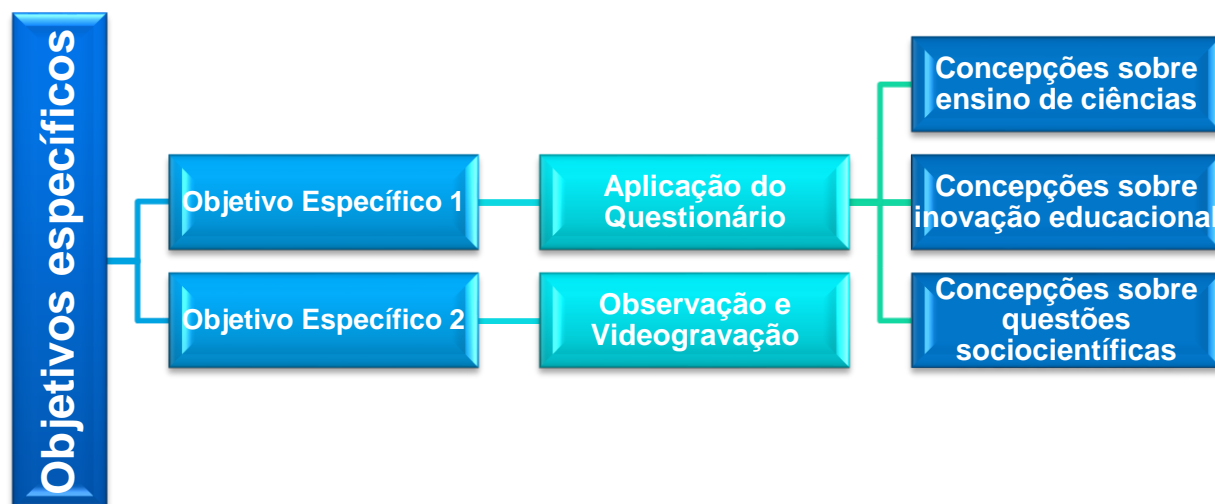 Objetivos específicos
Objetivo Específico 1
Aplicação do
Questionário
Concepções sobre
ensino de ciências
Concepções sobre
inovação educacional
Concepções sobre
questões
sociocientíficas
Objetivo Específico 2
Observação e
Videogravação